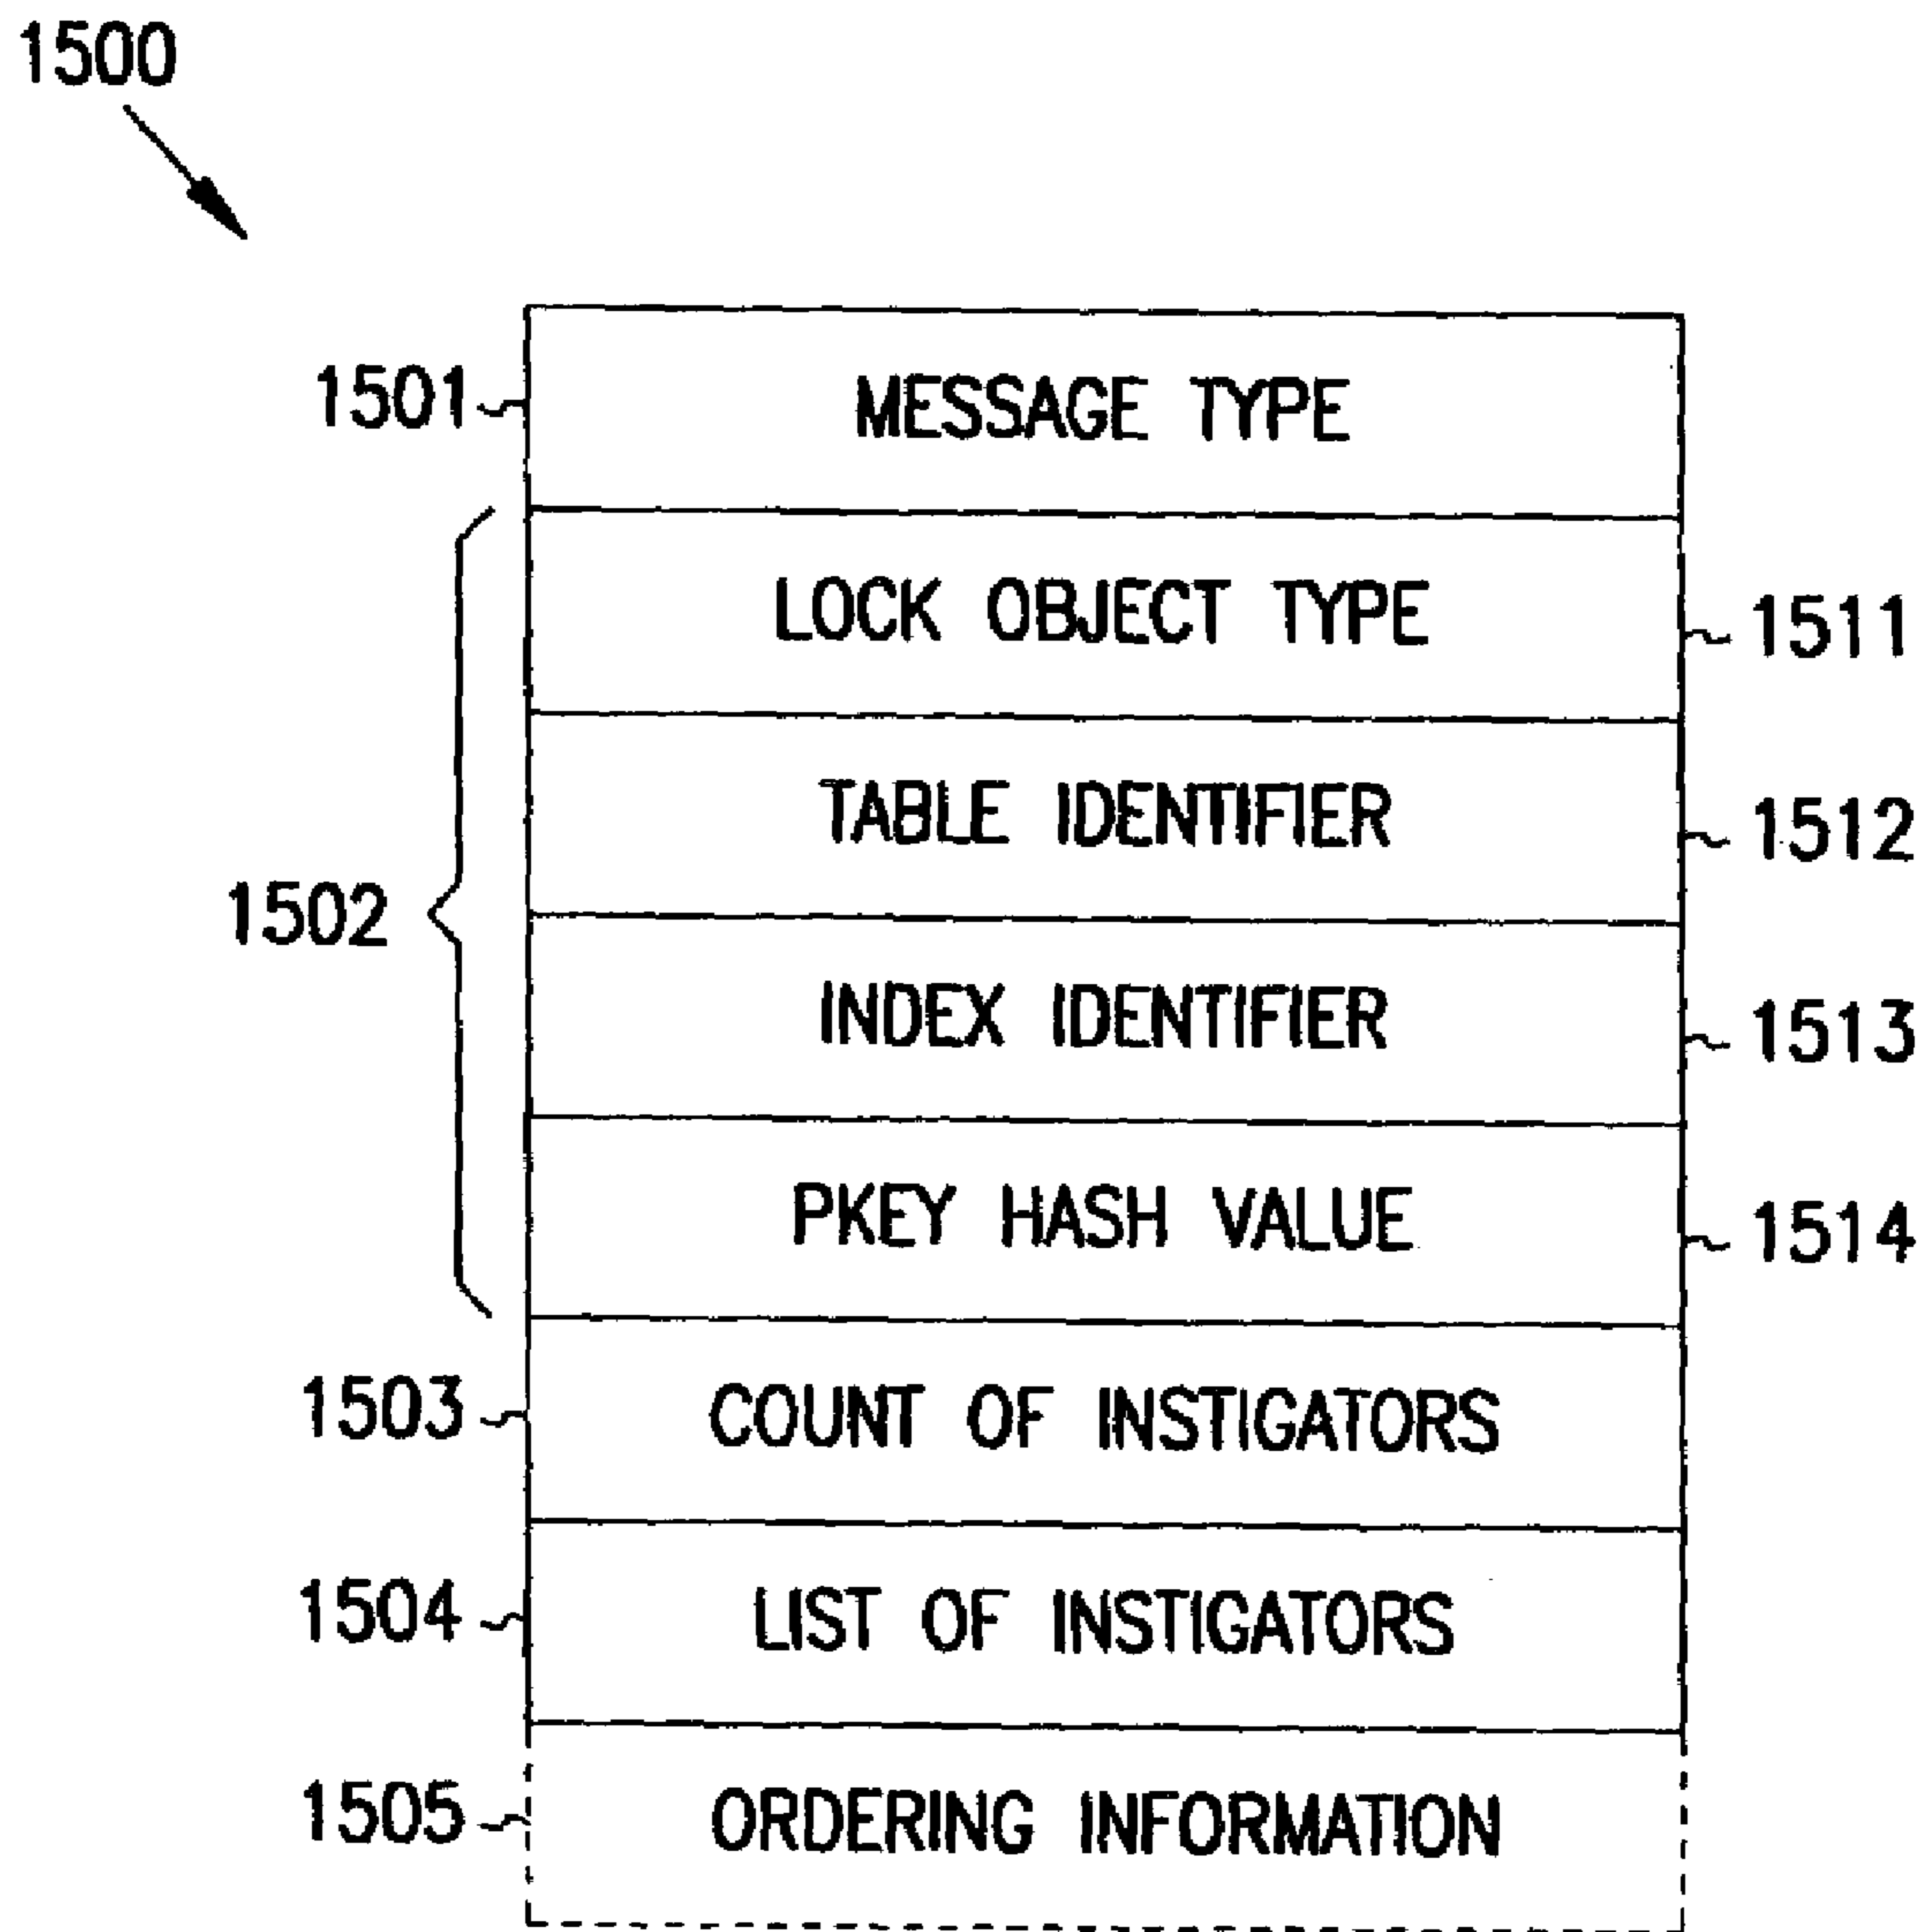 1500
1501 MESSAGE TYPE
LOCK OBJECT TYPE 1511
TABLE IDENTIFIER 1512
1502
INDEX IDENTIFIER 1513
PKEY HASH VALUE 1514
1503 COUNT OF INSTIGATORS
1504 LIST OF INSTIGATORS
1505 ORDERING INFORMATION